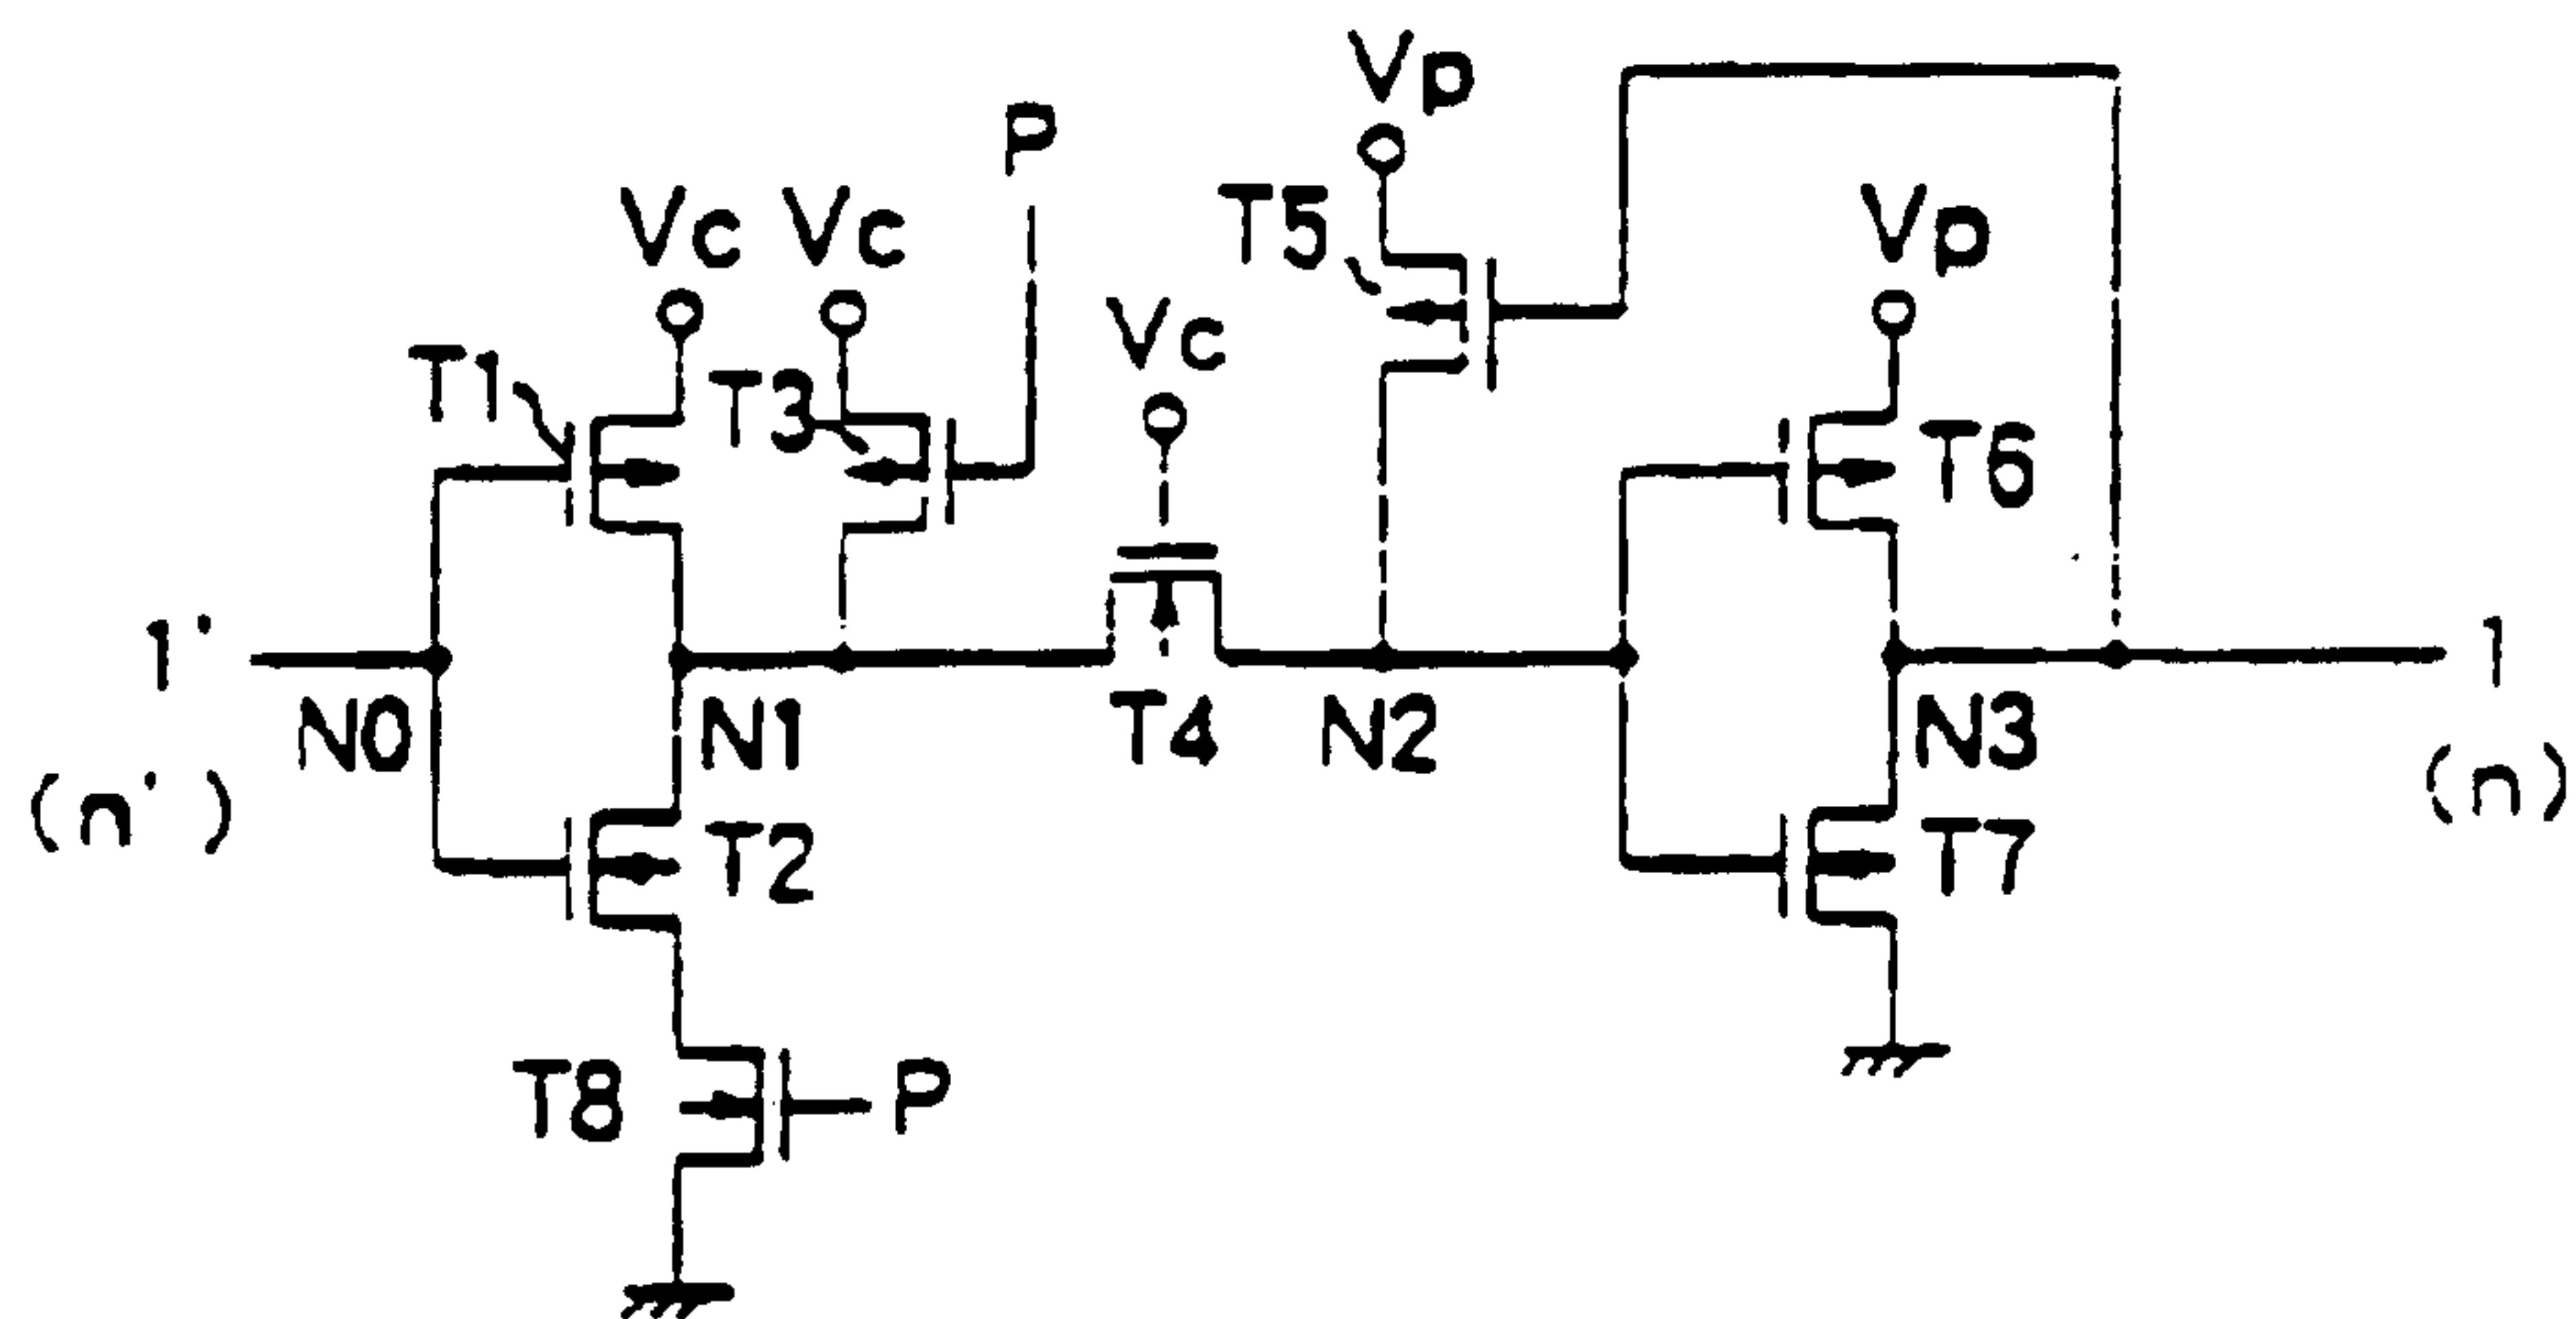 Vp
P
T5
Vc
Vc
Vp
Vc
T1
T3
T6
1'
1
N0
N1
T4
N2
N3
(n')
(n)
T2
T7
T8
P